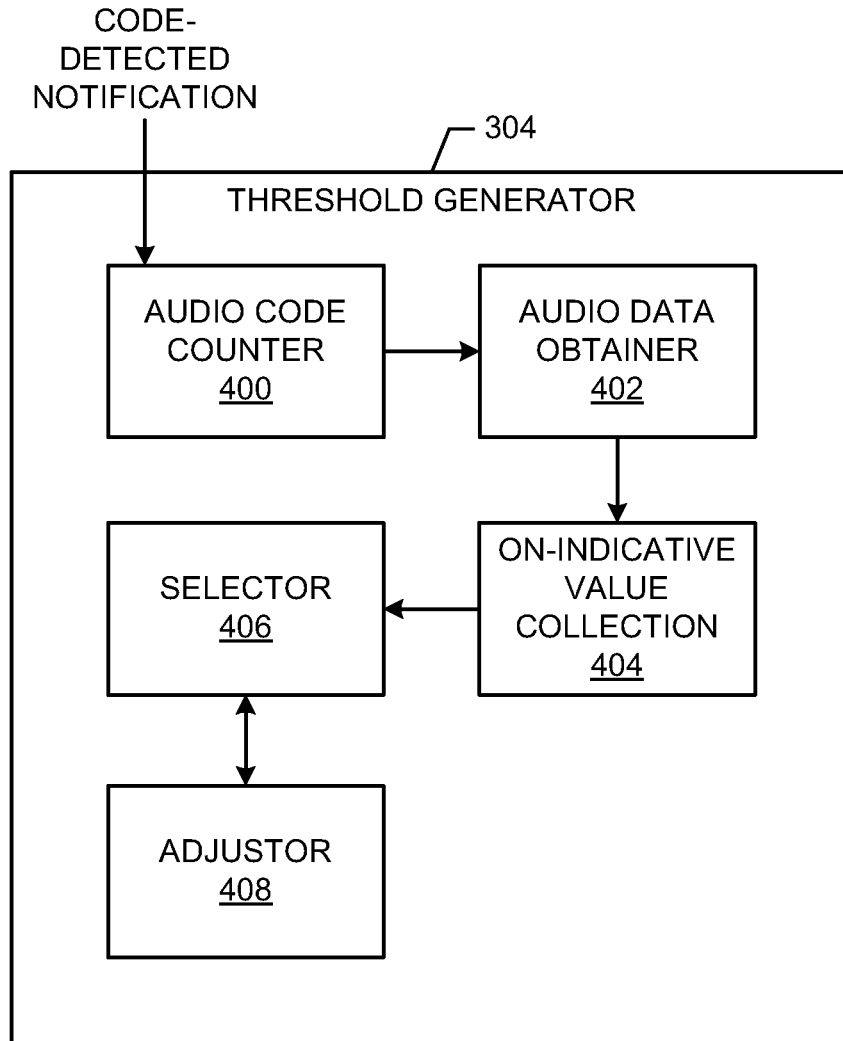 CODE-
DETECTED
NOTIFICATION
304
THRESHOLD GENERATOR
AUDIO CODE
COUNTER
400
AUDIO DATA
OBTAINER
402
SELECTOR
406
ON-INDICATIVE
VALUE
COLLECTION
404
ADJUSTOR
408